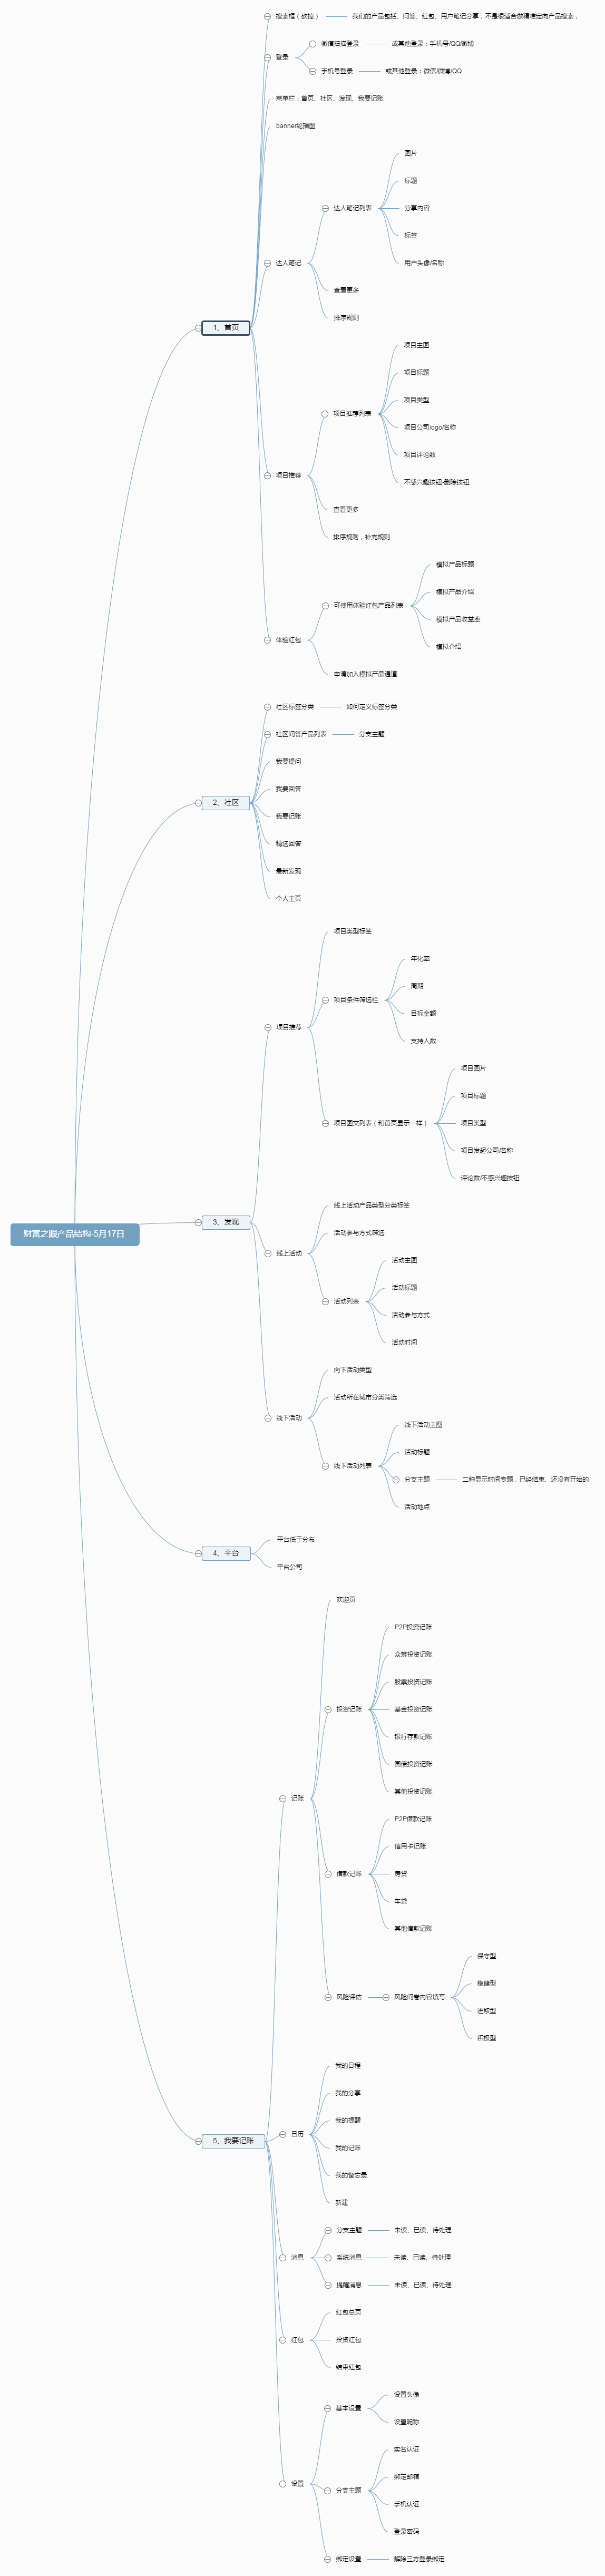 财富之眼产品结构-5月17日
1、首页
搜索框（砍掉）
我们的产品包括、问答、红包、用户笔记分享，不是很适合做精准定向产品搜索，
登录
微信扫描登录
或其他登录：手机号/QQ/微博
手机号登录
或其他登录：微信/微博/QQ
菜单栏：首页、社区、发现、我要记账
banner轮播图
达人笔记
达人笔记列表
图片
标题
分享内容
标签
用户头像/名称
查看更多
排序规则
项目推荐
项目推荐列表
项目主图
项目标题
项目类型
项目公司logo/名称
项目评论数
不感兴趣按钮-删除按钮
查看更多
排序规则，补充规则
体验红包
可使用体验红包产品列表
模拟产品标题
模拟产品介绍
模拟产品收益率
模拟介绍
申请加入模拟产品通道
2、社区
社区标签分类
如何定义标签分类
社区问答产品列表
分支主题
我要提问
我要回答
我要记账
精选回答
最新发现
个人主页
3、发现
项目推荐
项目类型标签
项目条件筛选栏
年化率
周期
目标金额
支持人数
项目图文列表（和首页显示一样）
项目图片
项目标题
项目类型
项目发起公司/名称
评论数/不感兴趣按钮
线上活动
线上活动产品类型分类标签
活动参与方式筛选
活动列表
活动主图
活动标题
活动参与方式
活动时间
线下活动
向下活动类型
活动所在城市分类筛选
线下活动列表
线下活动主图
活动标题
分支主题
二种显示时间专题，已经结束、还没有开始的
活动地点
4、平台
平台低于分布
平台公司
5、我要记账
记账
欢迎页
投资记账
P2P投资记账
众筹投资记账
股票投资记账
基金投资记账
银行存款记账
国债投资记账
其他投资记账
借款记账
P2P借款记账
信用卡记账
房贷
车贷
其他借款记账
风险评估
风险问卷内容填写
保守型
稳健型
进取型
积极型
日历
我的日程
我的分享
我的提醒
我的记账
我的备忘录
新建
消息
分支主题
未读、已读、待处理
系统消息
未读、已读、待处理
提醒消息
未读、已读、待处理
红包
红包总页
投资红包
结束红包
设置
基本设置
设置头像
设置昵称
分支主题
实名认证
绑定邮箱
手机认证
登录密码
绑定设置
解除三方登录绑定